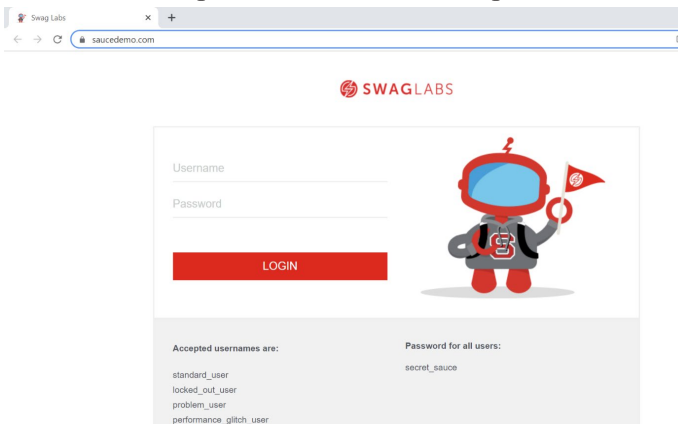 Swag Labs
saucedemo.com
SWAGLABS
Username
Password
LOGIN
S
Accepted usernames are:
standard_user
locked_out_user
problem_user
performance_glitch_user
Password for all users:
secret_sauce